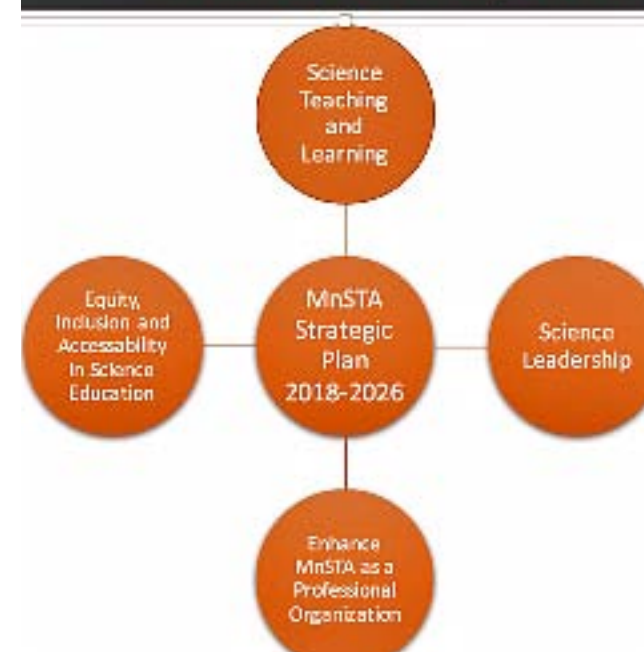 Science
Teaching
and
Learning
Equity,
Inclusion and
Accessability
in Science
Education
MnSTA
Strategic
Plan
2018-2026
Science
Leadership
Enhance
MnSTA as a
Professional
Organization